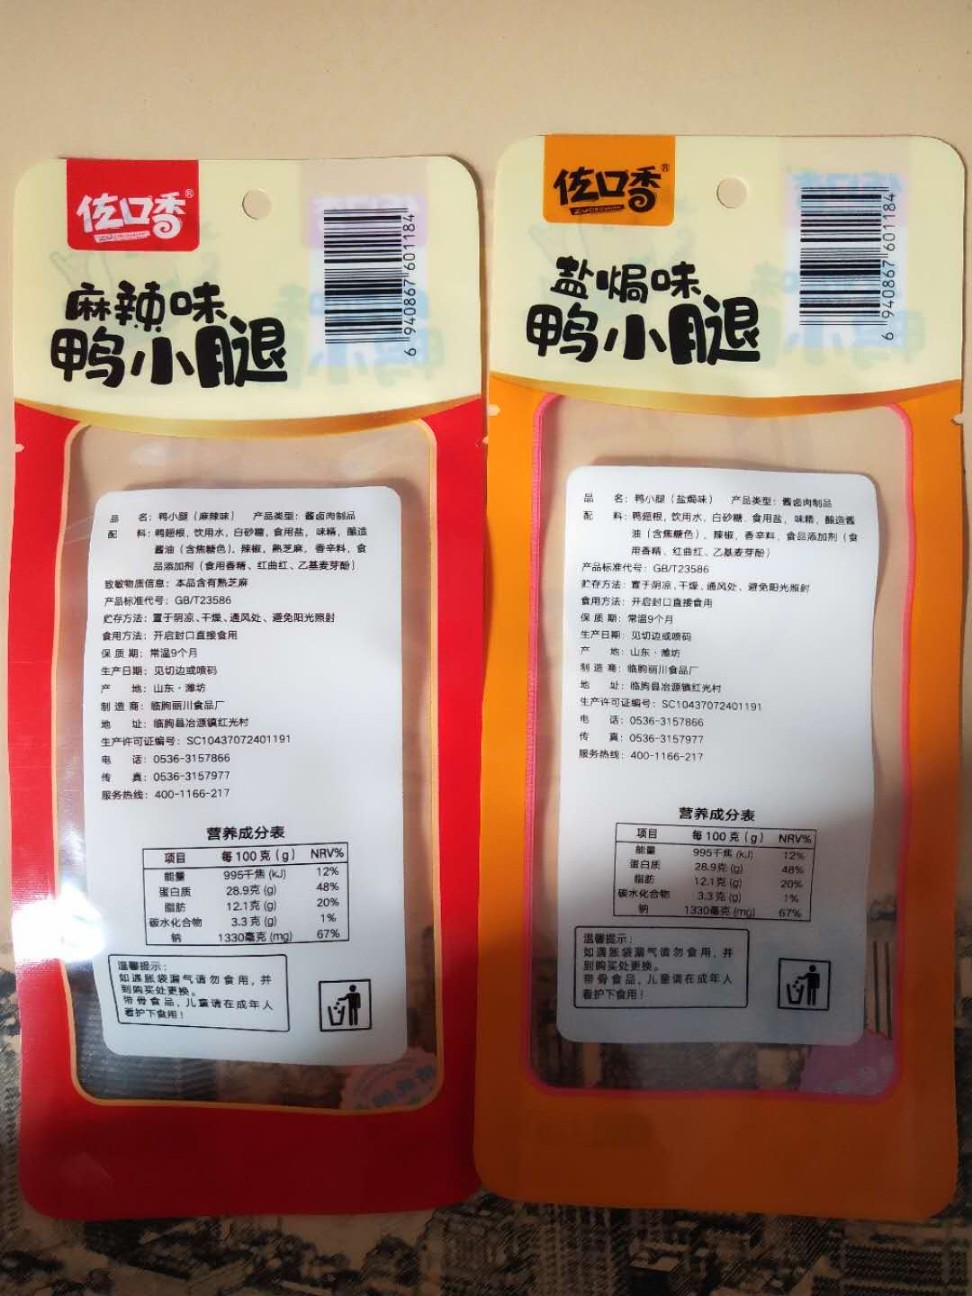 佐口香®
麻辣味
鸭小腿
6 940867 601184
品 名：鸭小腿（麻辣味） 产品类型：酱卤肉制品
配 料：鸭翅根，饮用水，白砂糖，食用盐，味精，酿造
酱油（含焦糖色）、辣椒，熟芝麻，香辛料，食
品添加剂（食用香精、红曲红、乙基麦芽酚）
致敏物质信息：本品含有熟芝麻
产品标准代号：GB/T23586
贮存方法：置于阴凉、干燥、通风处、避免阳光照射
食用方法：开启封口直接食用
保 质 期：常温9个月
生产日期：见切边或喷码
产 地：山东·潍坊
制 造 商：临朐丽川食品厂
地 址：临朐县冶源镇红光村
生产许可证编号：SC10437072401191
电 话：0536-3157866
传 真：0536-3157977
服务热线：400-1166-217
营养成分表
项目 每100克（g） NRV%
能量 995千焦 (kJ) 12%
蛋白质 28.9克 (g) 48%
脂肪 12.1克 (g) 20%
碳水化合物 3.3克 (g) 1%
钠 1330毫克 (mg) 67%
温馨提示：
如遇胀袋漏气请勿食用，并
到购买处更换。
带骨食品，儿童请在成年人
看护下食用！
佐口香®
盐焗味
鸭小腿
6 940867 601184
品 名：鸭小腿（盐焗味） 产品类型：酱卤肉制品
配 料：鸭翅根，饮用水，白砂糖、食用盐，味精，酿造酱
油（含焦糖色）、辣椒，香辛料，食品添加剂（食
用香精、红曲红、乙基麦芽酚）
产品标准代号：GB/T23586
贮存方法：置于阴凉、干燥、通风处、避免阳光照射
食用方法：开启封口直接食用
保 质 期：常温9个月
生产日期：见切边或喷码
产 地：山东·潍坊
制 造 商：临朐丽川食品厂
地 址：临朐县冶源镇红光村
生产许可证编号：SC10437072401191
电 话：0536-3157866
传 真：0536-3157977
服务热线：400-1166-217
营养成分表
项目 每100克（g） NRV%
能量 995千焦 (kJ) 12%
蛋白质 28.9克 (g) 48%
脂肪 12.1克 (g) 20%
碳水化合物 3.3克 (g) 1%
钠 1330毫克 (mg) 67%
温馨提示：
如遇胀袋漏气请勿食用，并
到购买处更换。
带骨食品，儿童请在成年人
看护下食用！